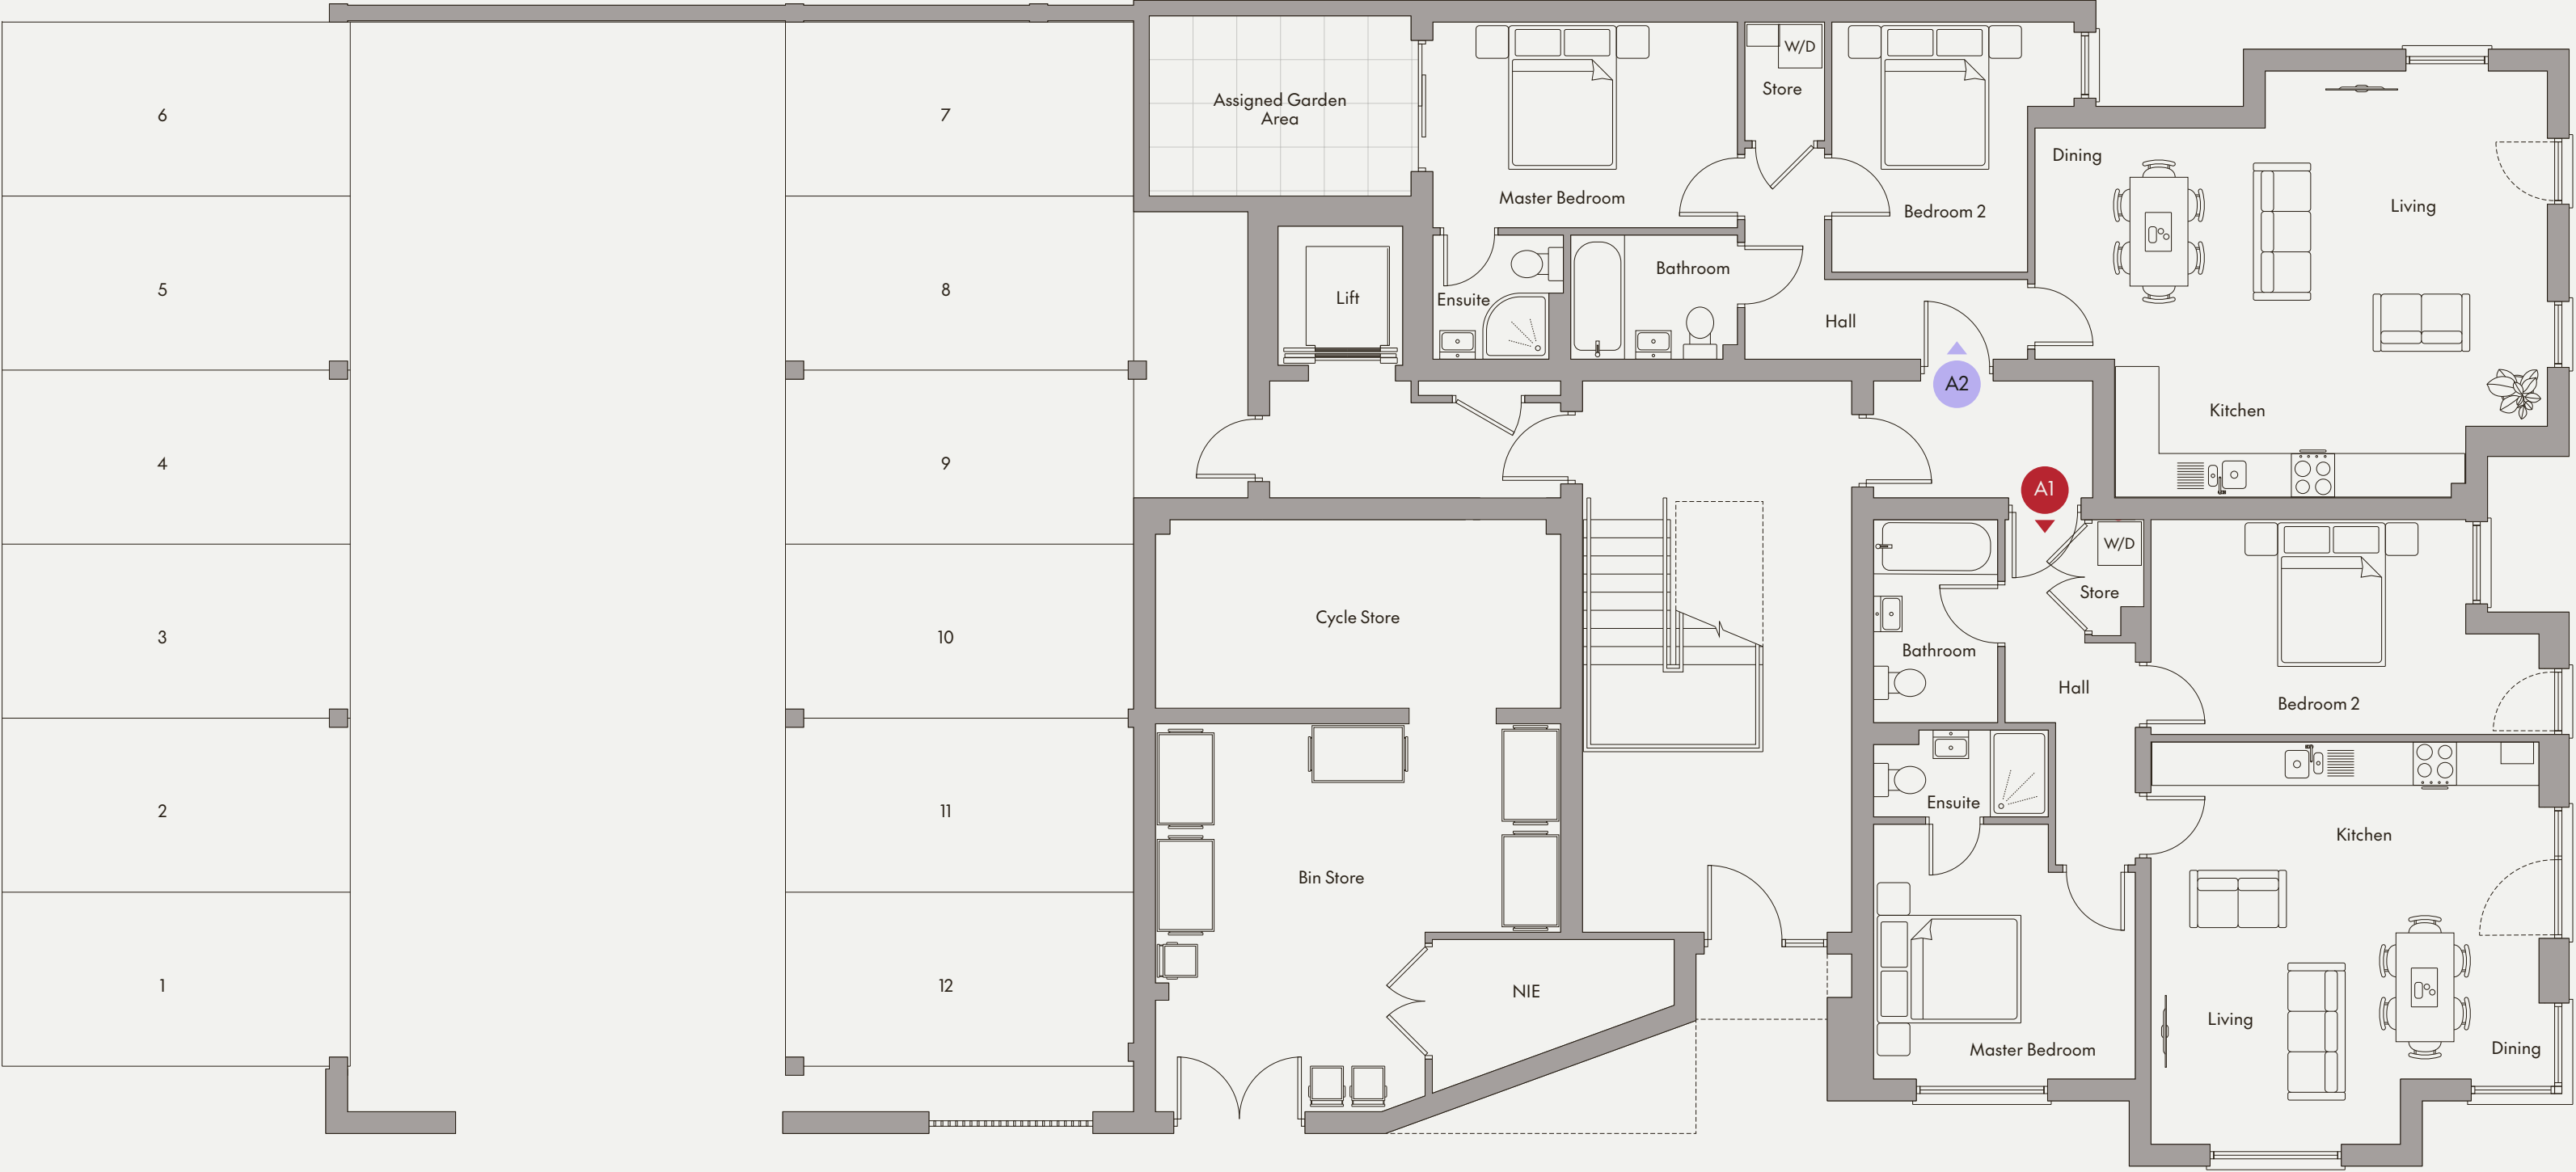 6
7
Assigned Garden
Area
Master Bedroom
W/D
Store
Bedroom 2
Dining
Living
5
8
Lift
Ensuite
Bathroom
Hall
A2
Kitchen
4
9
A1
W/D
Store
3
10
Cycle Store
Bathroom
Hall
Bedroom 2
2
11
Bin Store
Ensuite
Kitchen
1
12
NIE
Master Bedroom
Living
Dining